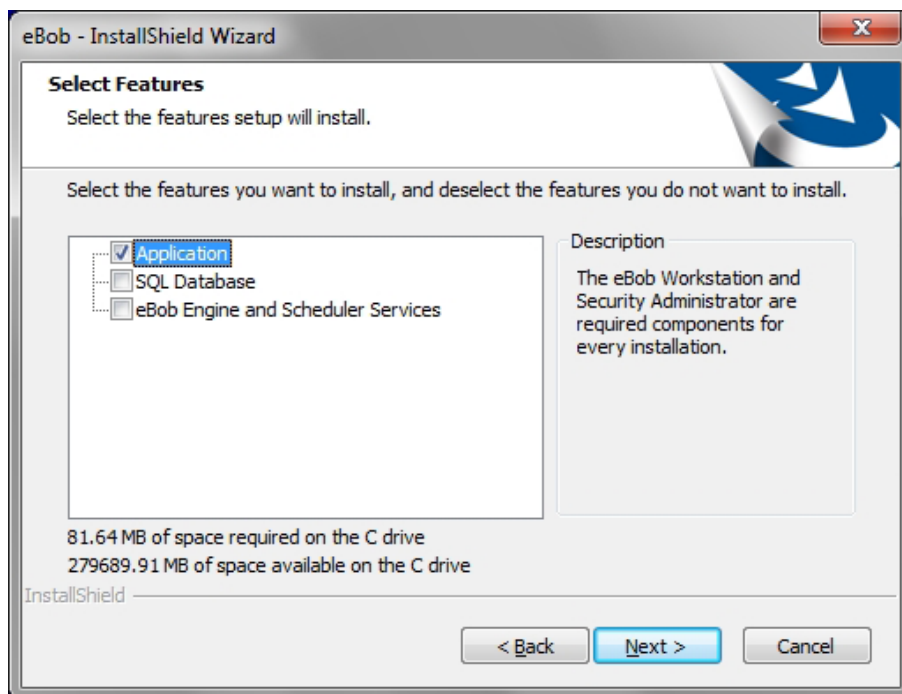 eBob - InstallShield Wizard
Select Features
Select the features setup will install.
Select the features you want to install, and deselect the features you do not want to install.
Application
SQL Database
eBob Engine and Scheduler Services
Description
The eBob Workstation and
Security Administrator are
required components for
every installation.
81.64 MB of space required on the C drive
279689.91 MB of space available on the C drive
InstallShield
< Back
Next >
Cancel